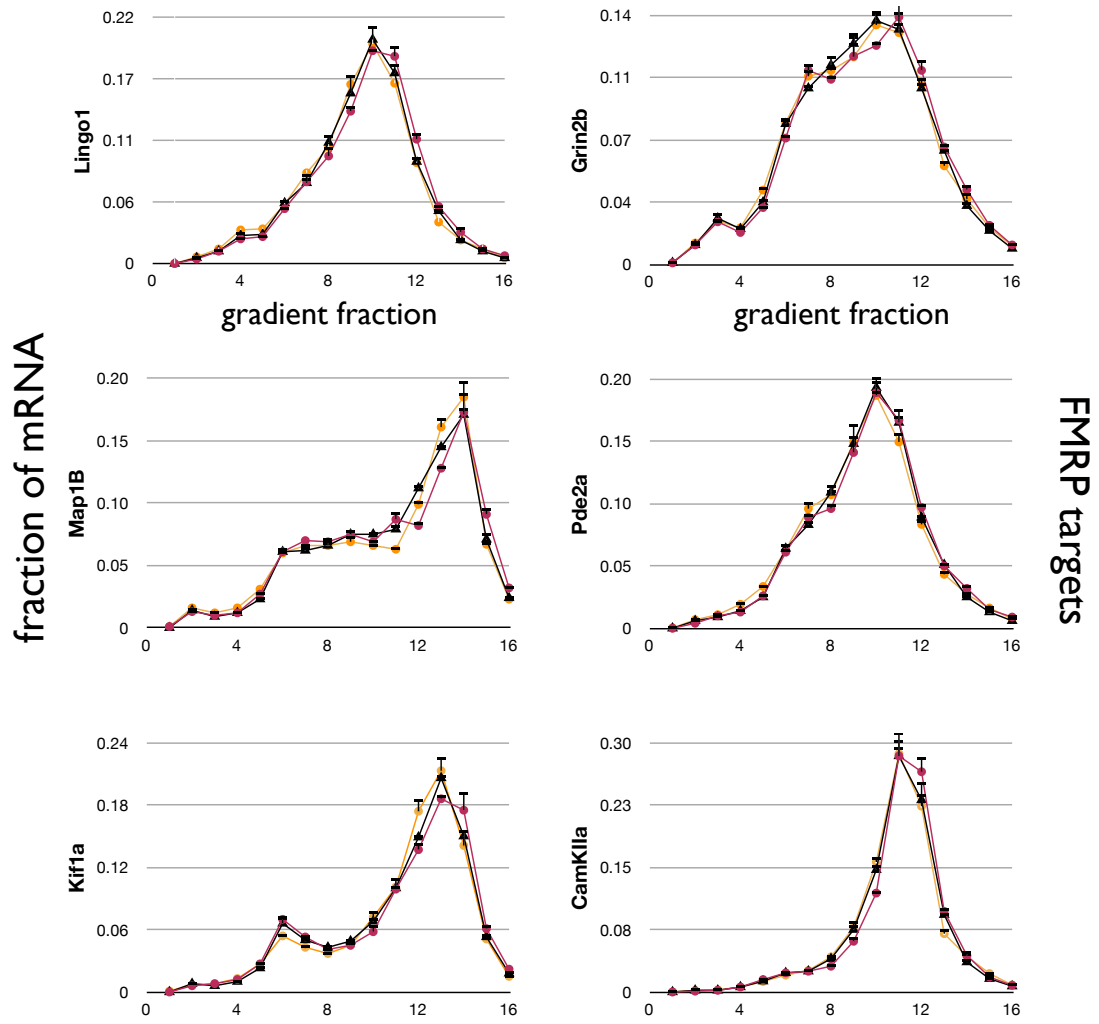 0.22
0.17
0.11
0.06
0
Lingo1
0 4 8 12 16
gradient fraction
0.14
0.11
0.07
0.04
0
Grin2b
0 4 8 12 16
gradient fraction
fraction of mRNA
0.20
0.15
0.10
0.05
0
Map1B
0 4 8 12 16
0.20
0.15
0.10
0.05
0
Pde2a
0 4 8 12 16
FMRP targets
0.24
0.18
0.12
0.06
0
Kif1a
0 4 8 12 16
0.30
0.23
0.15
0.08
0
CamKIIa
0 4 8 12 16